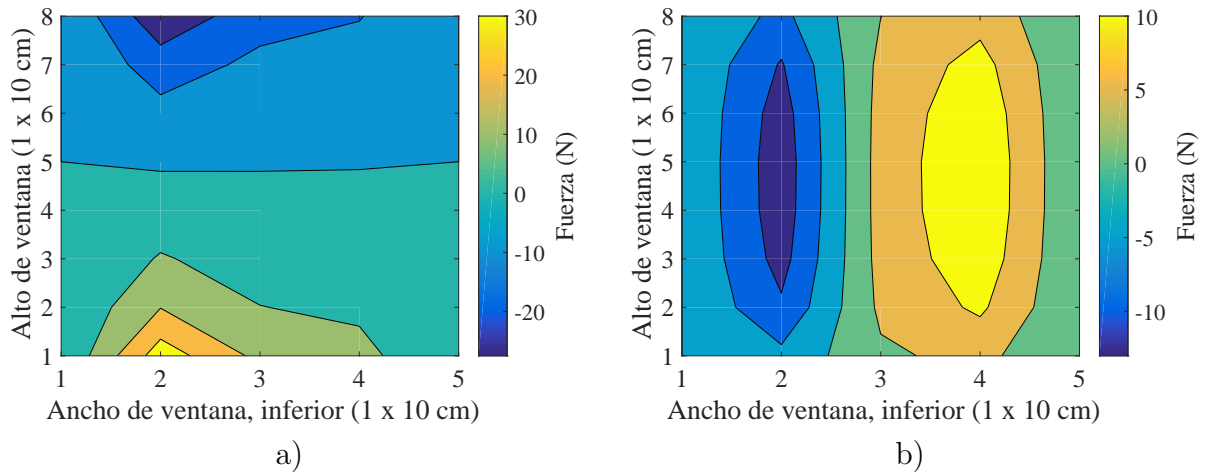 8
7
6
5
4
3
2
1
Alto de ventana (1 x 10 cm)
1 2 3 4 5
Ancho de ventana, inferior (1 x 10 cm)
30
20
10
0
-10
-20
Fuerza (N)
a)
8
7
6
5
4
3
2
1
Alto de ventana (1 x 10 cm)
1 2 3 4 5
Ancho de ventana, inferior (1 x 10 cm)
10
5
0
-5
-10
Fuerza (N)
b)